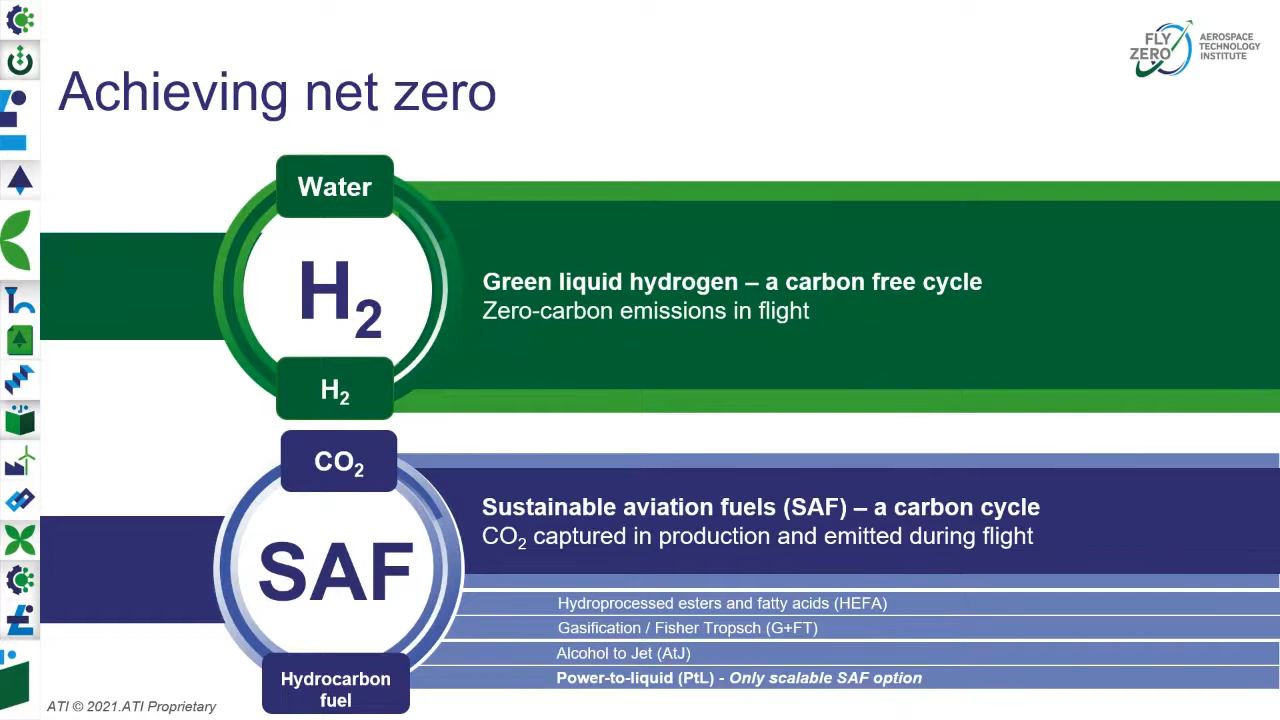 FLY
ZERO
AEROSPACE
TECHNOLOGY
INSTITUTE
Achieving net zero
Water
H2
H2
Green liquid hydrogen – a carbon free cycle
Zero-carbon emissions in flight
CO2
SAF
Hydrocarbon
fuel
Sustainable aviation fuels (SAF) – a carbon cycle
CO2 captured in production and emitted during flight
Hydroprocessed esters and fatty acids (HEFA)
Gasification / Fisher Tropsch (G+FT)
Alcohol to Jet (AtJ)
Power-to-liquid (PtL) - Only scalable SAF option
ATI © 2021.ATI Proprietary